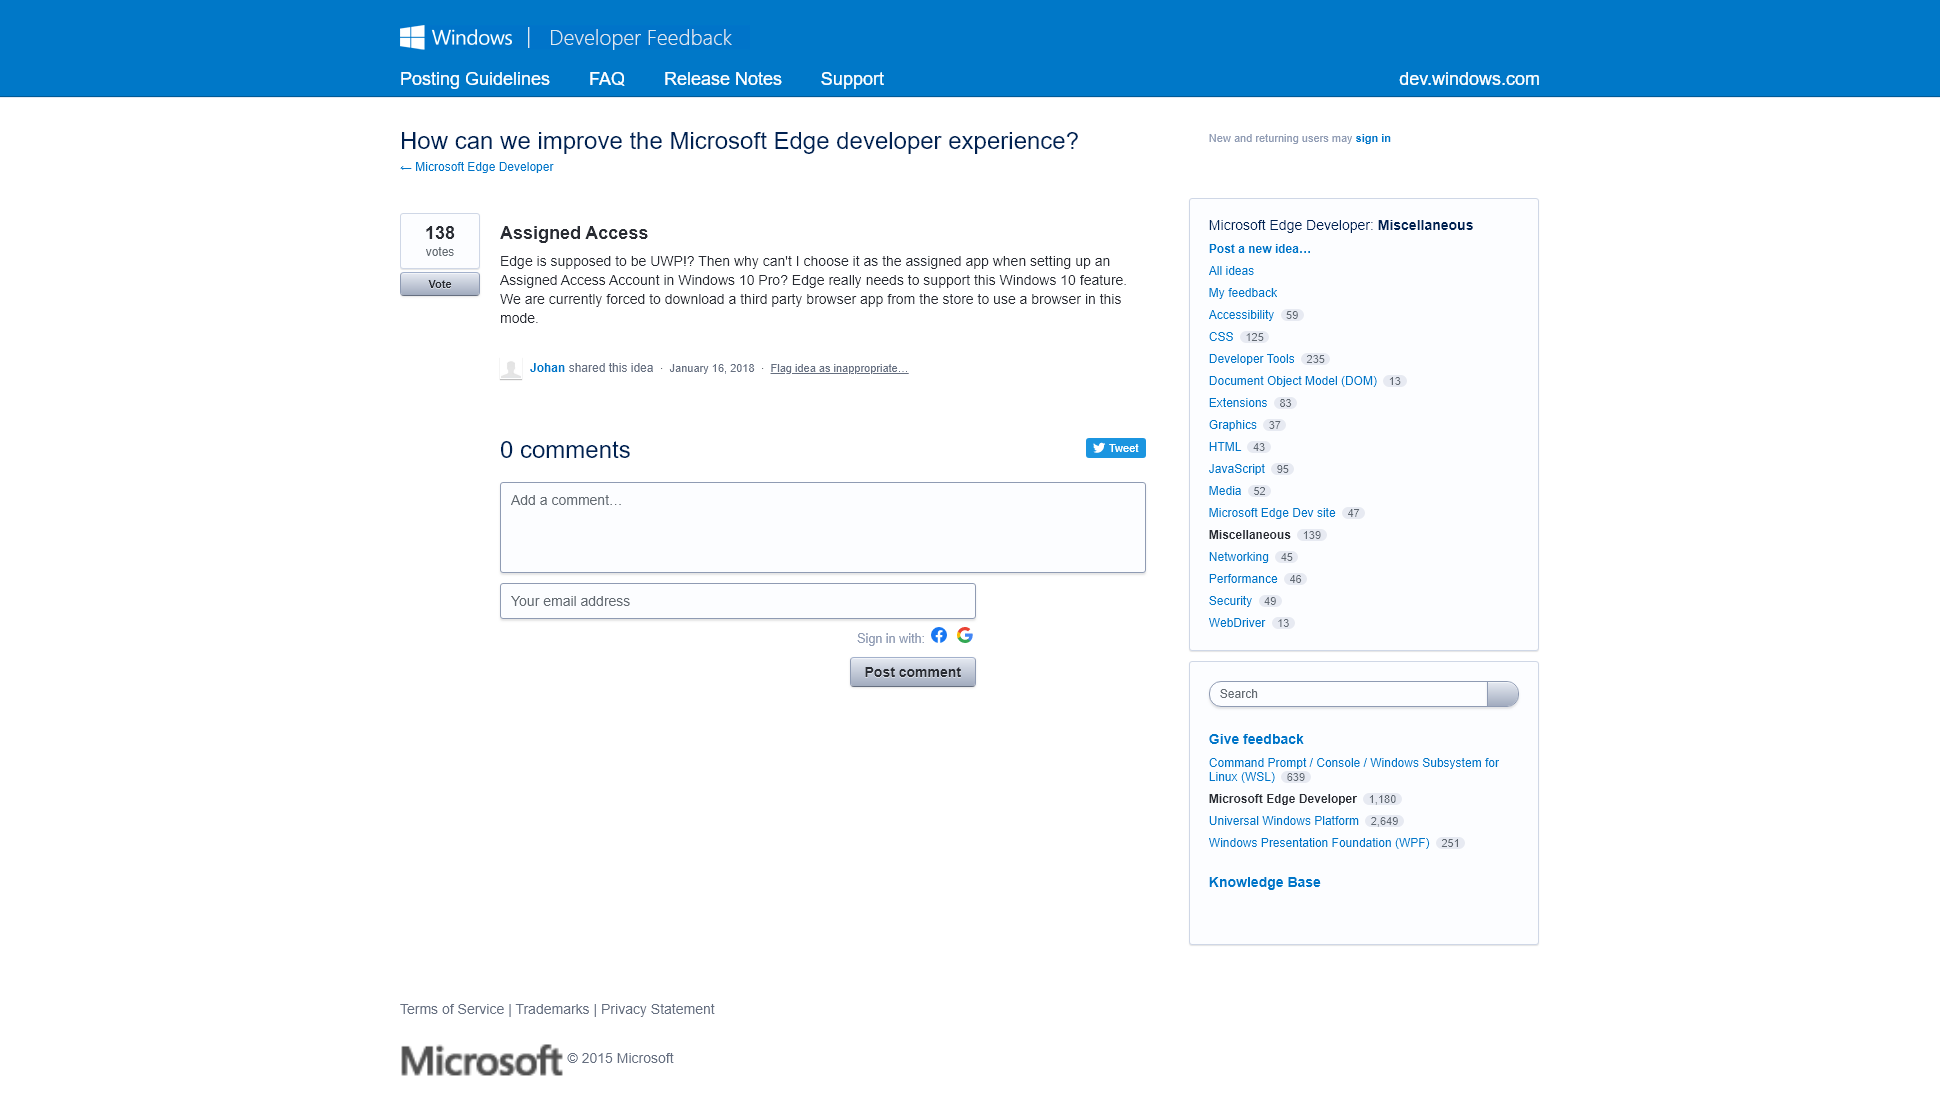 Windows | Developer Feedback
Posting Guidelines FAQ Release Notes Support dev.windows.com
How can we improve the Microsoft Edge developer experience?
← Microsoft Edge Developer
138
votes
Vote
Assigned Access
Edge is supposed to be UWP!? Then why can't I choose it as the assigned app when setting up an
Assigned Access Account in Windows 10 Pro? Edge really needs to support this Windows 10 feature.
We are currently forced to download a third party browser app from the store to use a browser in this
mode.
Johan shared this idea · January 16, 2018 · Flag idea as inappropriate…
0 comments
Tweet
Add a comment…
Your email address
Sign in with:
Post comment
New and returning users may sign in
Microsoft Edge Developer: Miscellaneous
Post a new idea…
All ideas
My feedback
Accessibility 59
CSS 125
Developer Tools 235
Document Object Model (DOM) 13
Extensions 83
Graphics 37
HTML 43
JavaScript 95
Media 52
Microsoft Edge Dev site 47
Miscellaneous 139
Networking 45
Performance 46
Security 49
WebDriver 13
Search
Give feedback
Command Prompt / Console / Windows Subsystem for
Linux (WSL) 639
Microsoft Edge Developer 1,180
Universal Windows Platform 2,649
Windows Presentation Foundation (WPF) 251
Knowledge Base
Terms of Service | Trademarks | Privacy Statement
Microsoft © 2015 Microsoft